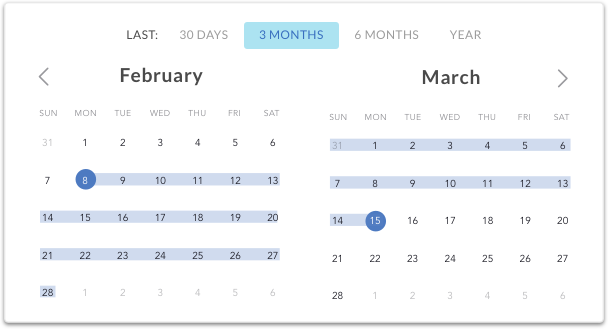 LAST: 30 DAYS 3 MONTHS 6 MONTHS YEAR
February
SUN MON TUE WED THU FRI SAT
31 1 2 3 4 5 6
7 8 9 10 11 12 13
14 15 16 17 18 19 20
21 22 23 24 25 26 27
28 1 2 3 4 5 6
March
SUN MON TUE WED THU FRI SAT
31 1 2 3 4 5 6
7 8 9 10 11 12 13
14 15 16 17 18 19 20
21 22 23 24 25 26 27
28 1 2 3 4 5 6